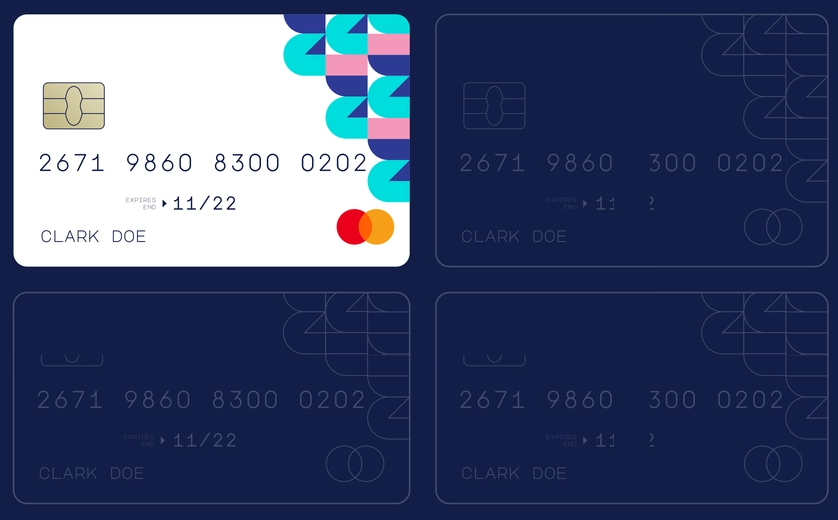 2671 9860 8300 0202
EXPIRES
END 11/22
CLARK DOE
2671 9860 300 0202
EXPIRES
END 11 2
CLARK DOE
2671 9860 8300 0202
EXPIRES
END 11/22
CLARK DOE
2671 9860 300 0202
EXPIRES
END 11 2
CLARK DOE